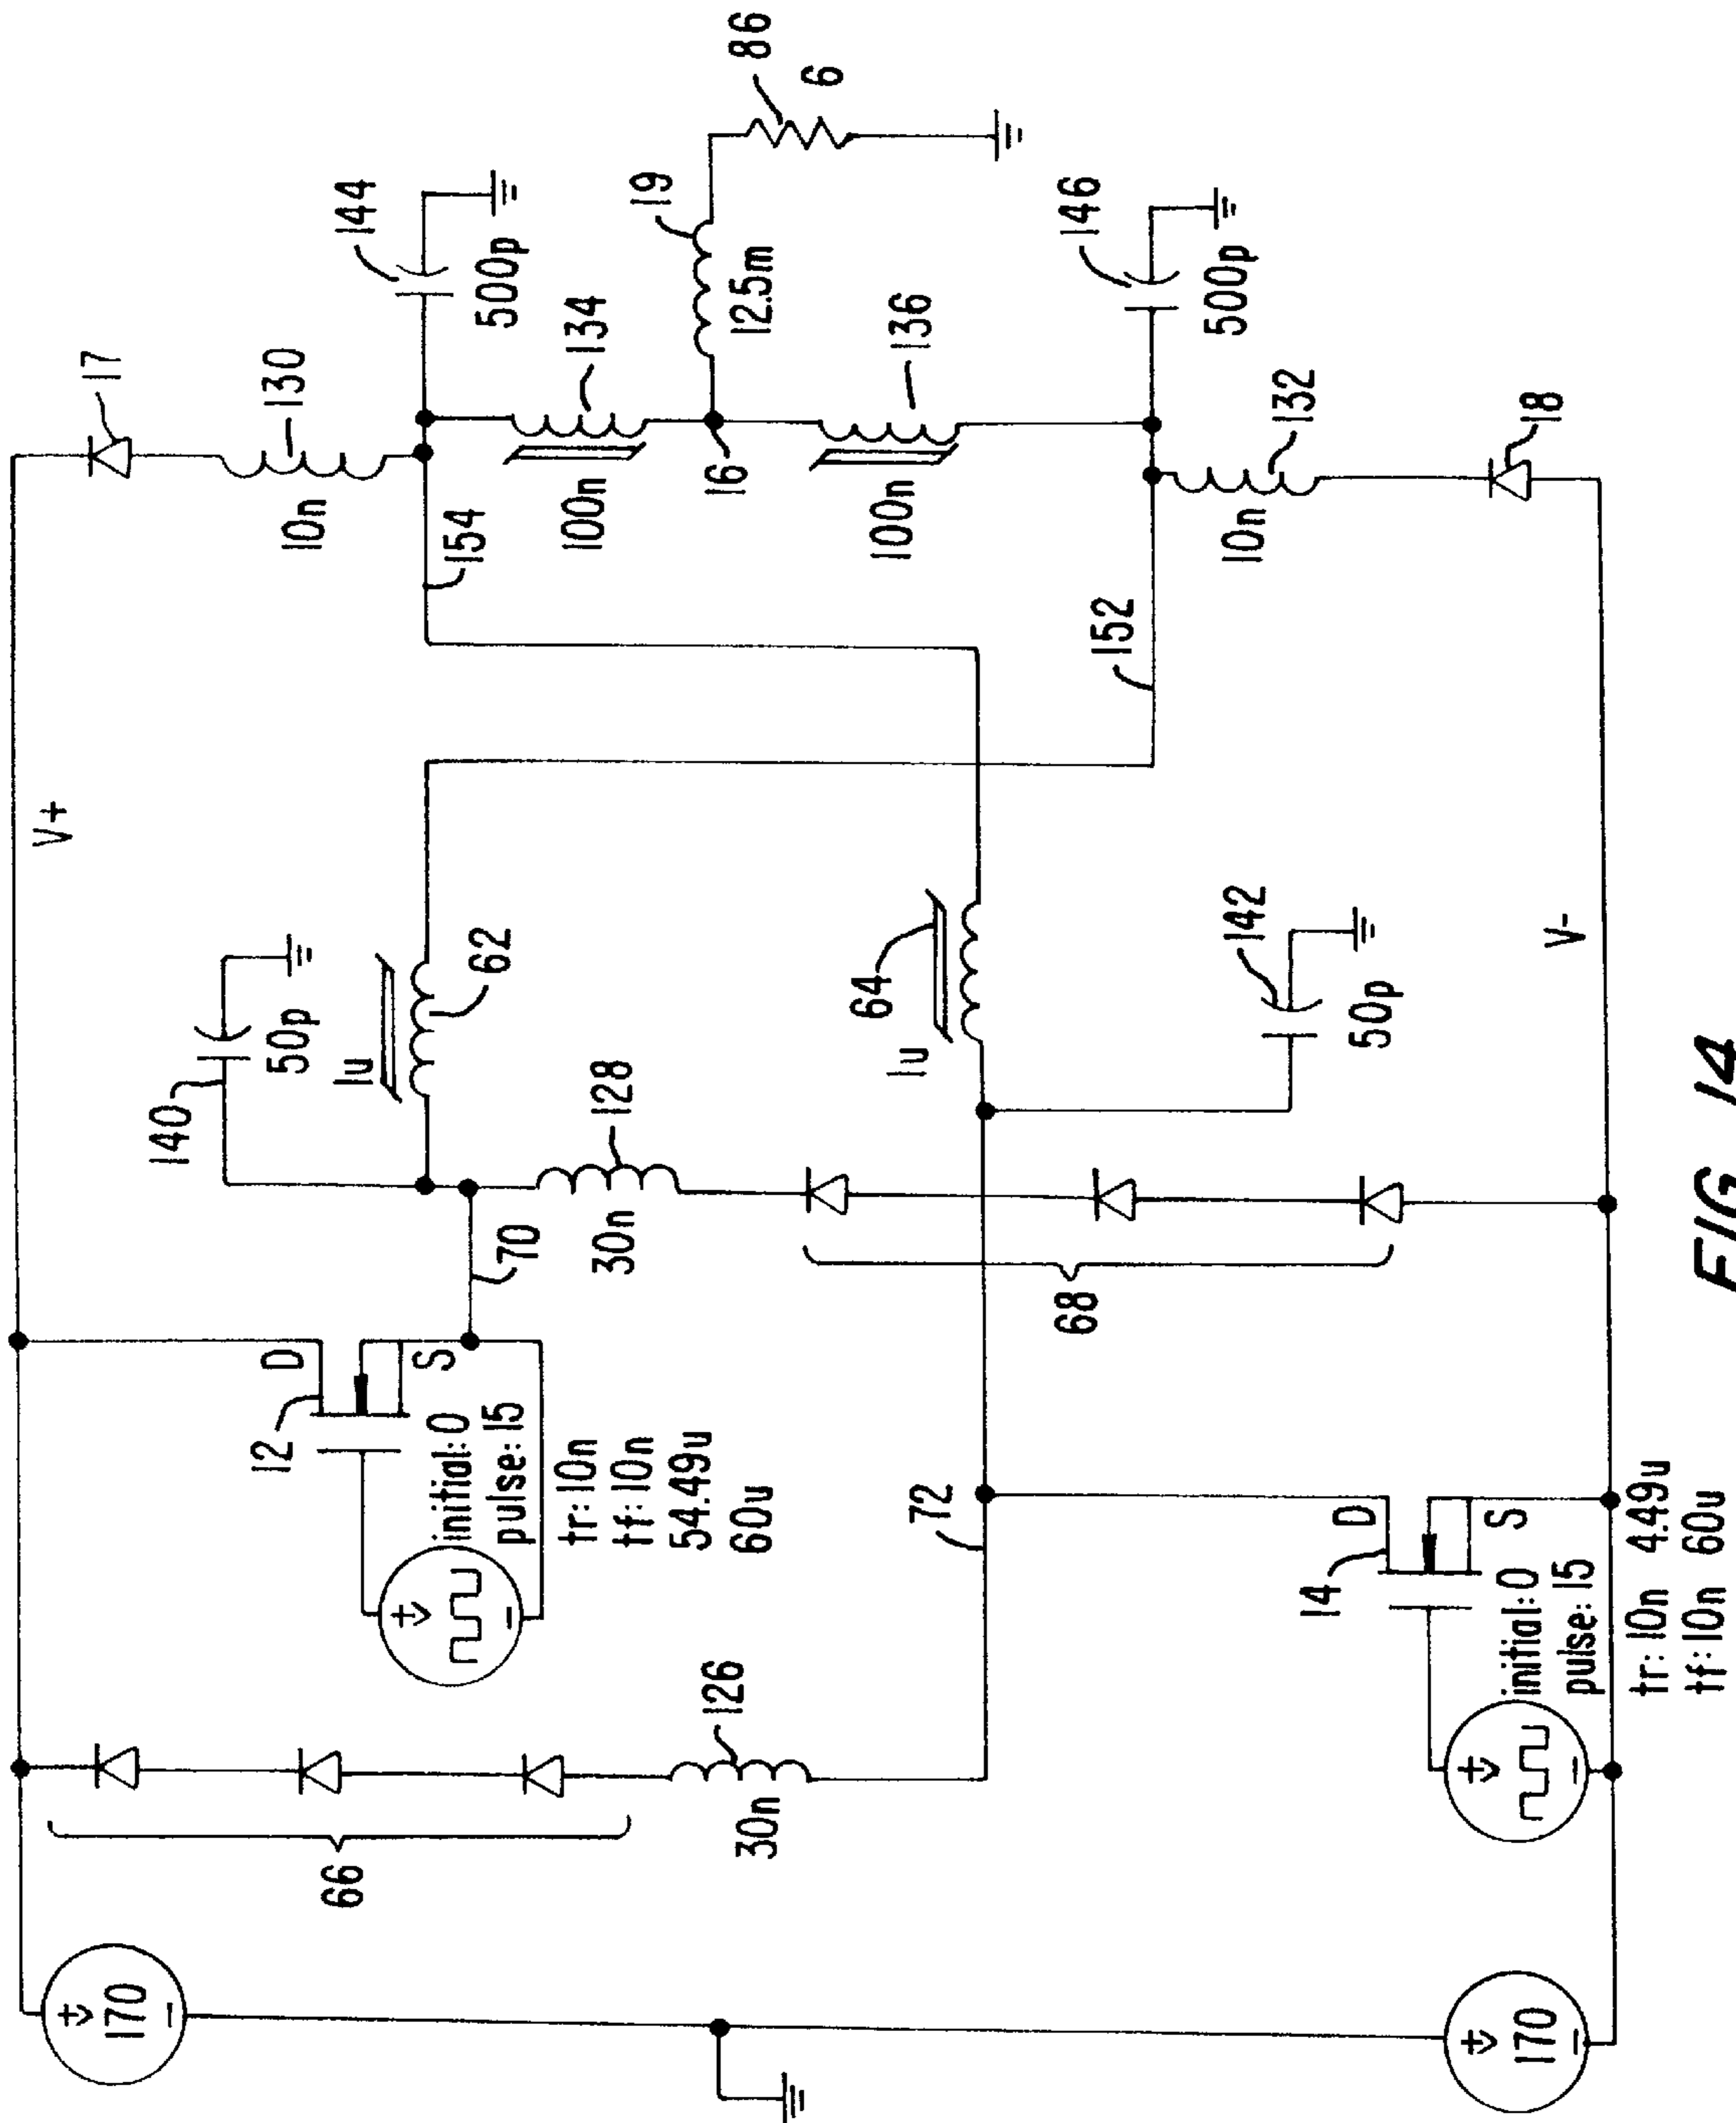 V+
17
130
10n
144
500p
134
100n
154
16
19
12.5m
86
6
136
100n
146
500p
152
132
10n
18
140
50p
1u
62
128
30n
70
68
64
1u
142
50p
V-
D
12
S
initial:0
pulse:15
tr:10n
tf:10n
54.49u
60u
72
66
126
30n
+
V
170
-
+
V
-
D
14
S
initial:0
pulse:15
tr:10n 4.49u
tf:10n 60u
+
V
-
+
V
170
-
FIG. 14